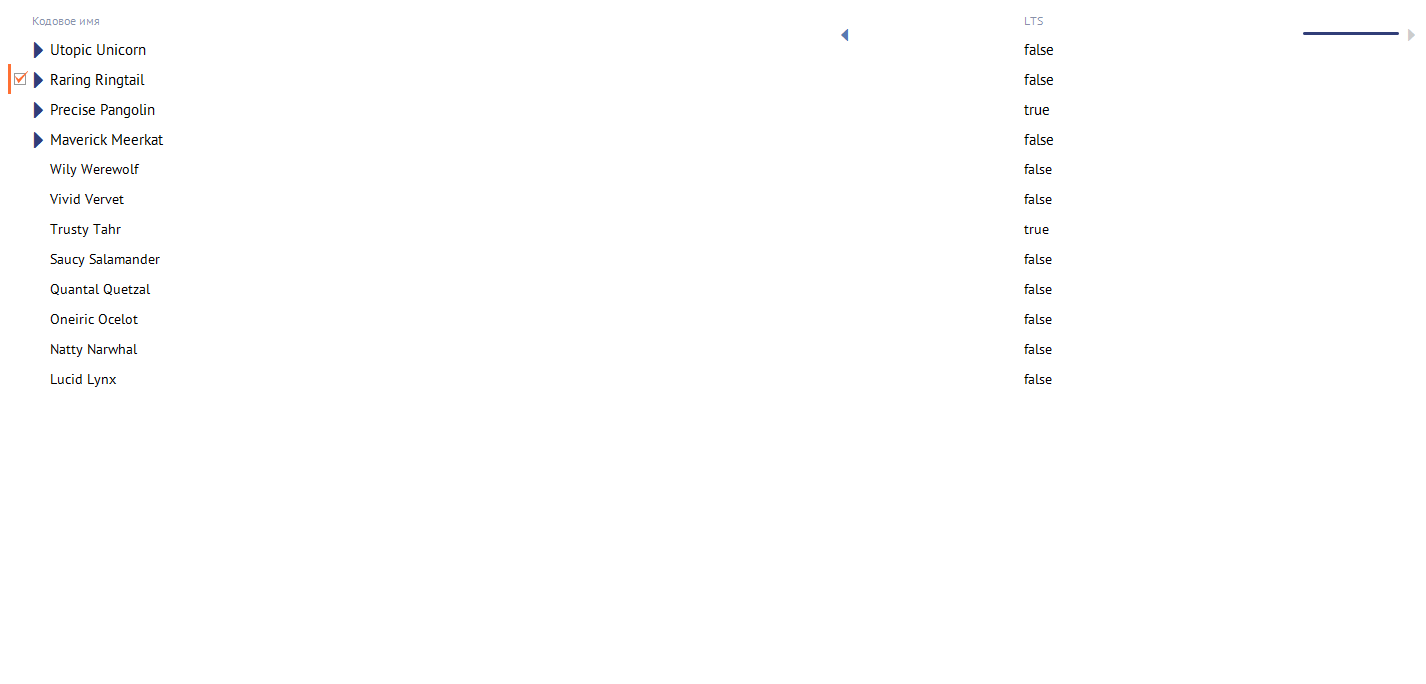 Кодовое имя LTS
Utopic Unicorn false
Raring Ringtail false
Precise Pangolin true
Maverick Meerkat false
Wily Werewolf false
Vivid Vervet false
Trusty Tahr true
Saucy Salamander false
Quantal Quetzal false
Oneiric Ocelot false
Natty Narwhal false
Lucid Lynx false